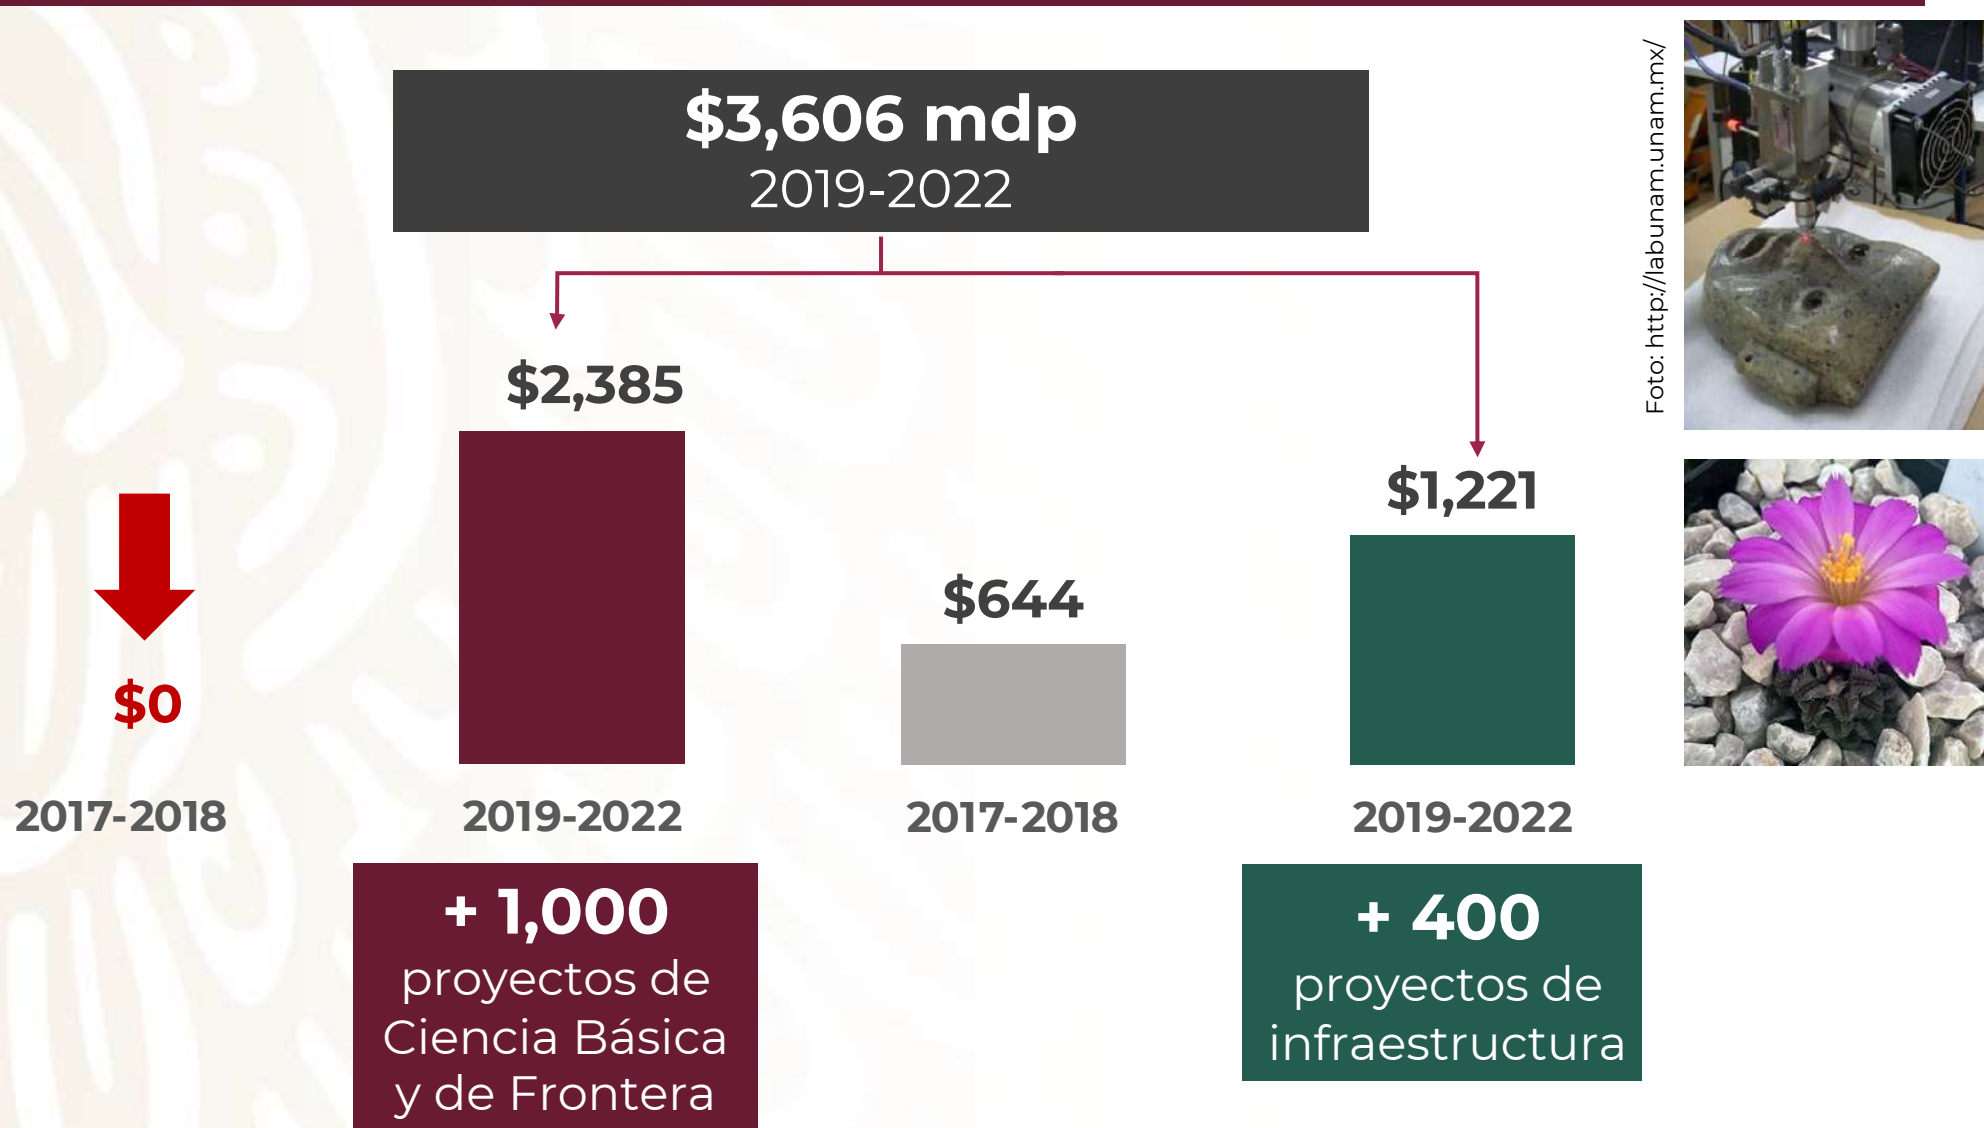 $3,606 mdp
2019-2022
Foto: http://labunam.unam.mx/
$2,385
$1,221
$644
$0
2017-2018
2019-2022
2017-2018
2019-2022
+ 1,000
proyectos de
Ciencia Básica
y de Frontera
+ 400
proyectos de
infraestructura